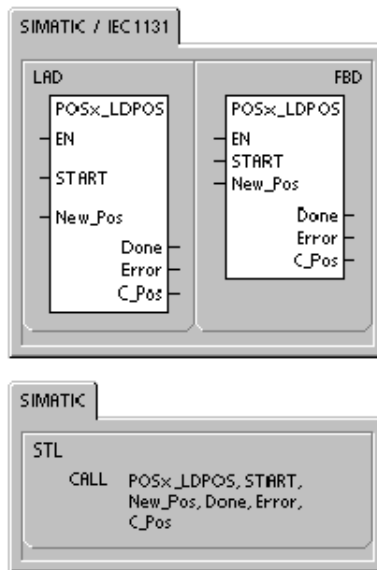 SIMATIC / IEC1131
LAD
FBD
POSx_LDPOS
EN
START
New_Pos
Done
Error
C_Pos
POSx_LDPOS
EN
START
New_Pos
Done
Error
C_Pos
SIMATIC
STL
CALL POSx_LDPOS, START,
New_Pos, Done, Error,
C_Pos